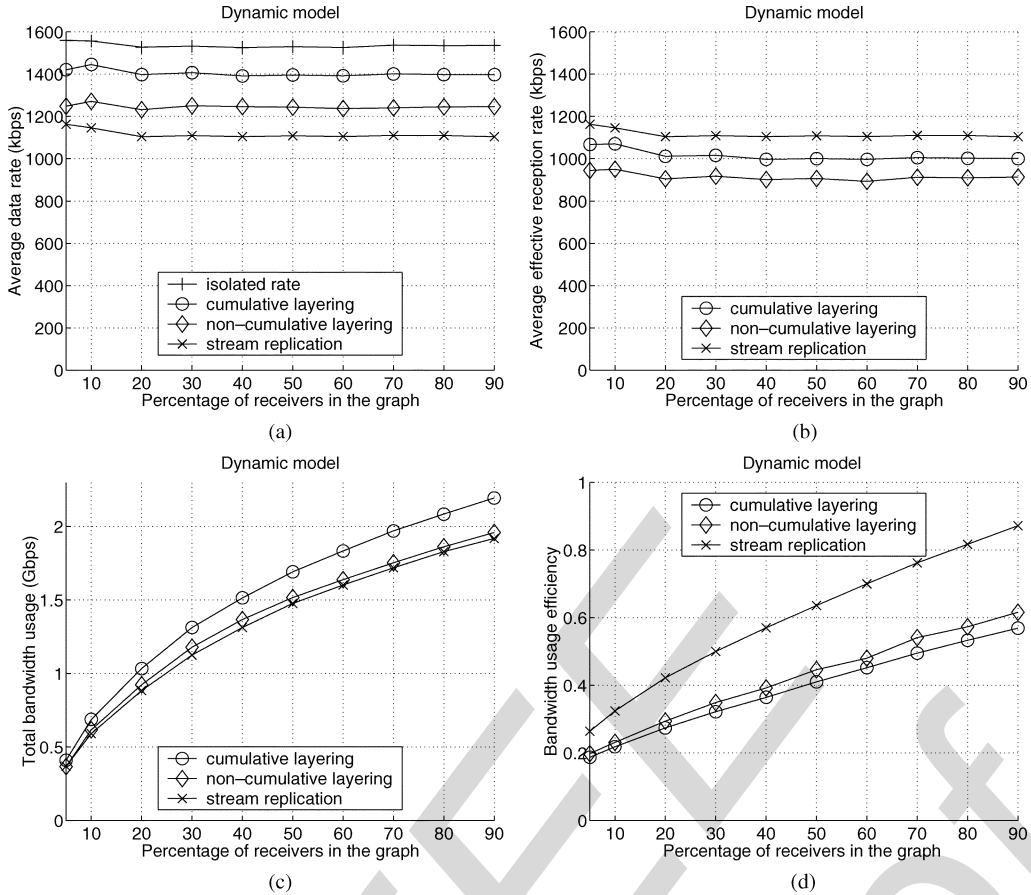 Dynamic model
1600
1400
1200
1000
800
600
400
200
0
Average data rate (kbps)
isolated rate
cumulative layering
non–cumulative layering
stream replication
10 20 30 40 50 60 70 80 90
Percentage of receivers in the graph
(a)
Dynamic model
1600
1400
1200
1000
800
600
400
200
0
Average effective reception rate (kbps)
cumulative layering
non–cumulative layering
stream replication
10 20 30 40 50 60 70 80 90
Percentage of receivers in the graph
(b)
Dynamic model
2
1.5
1
0.5
0
Total bandwidth usage (Gbps)
cumulative layering
non–cumulative layering
stream replication
10 20 30 40 50 60 70 80 90
Percentage of receivers in the graph
(c)
Dynamic model
1
0.8
0.6
0.4
0.2
0
Bandwidth usage efficiency
cumulative layering
non–cumulative layering
stream replication
10 20 30 40 50 60 70 80 90
Percentage of receivers in the graph
(d)